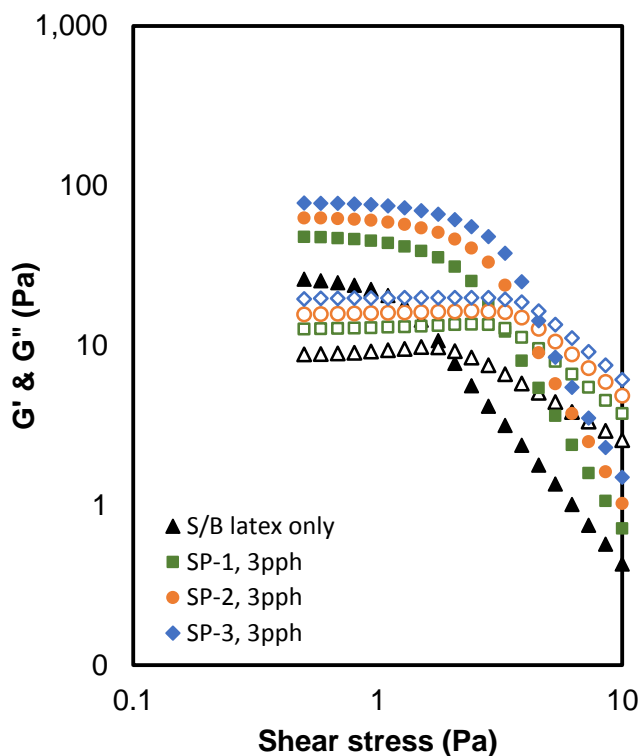 1,000
100
10
1
0
G' & G" (Pa)
S/B latex only
SP-1, 3pph
SP-2, 3pph
SP-3, 3pph
0.1 1 10
Shear stress (Pa)